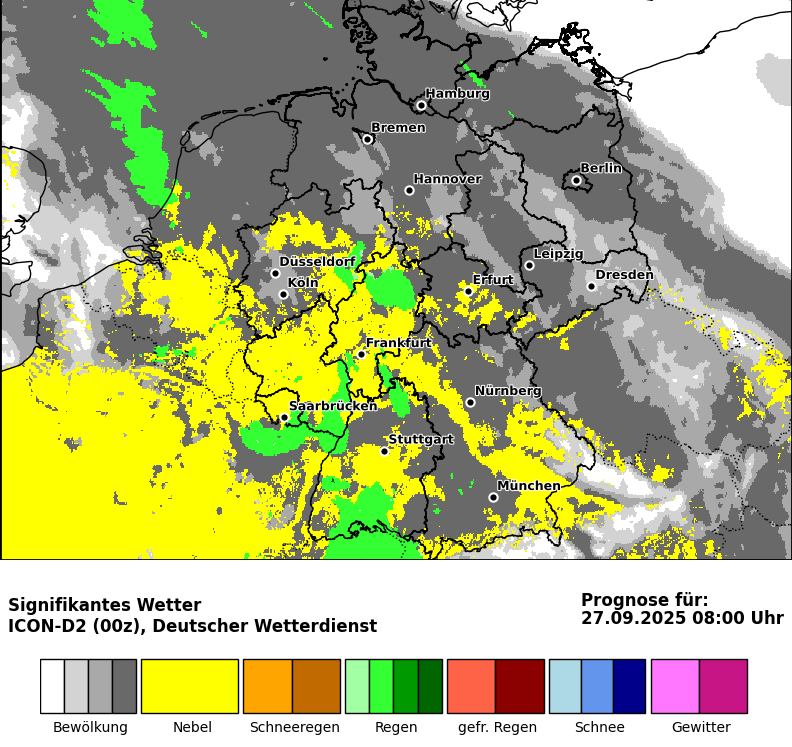 Hamburg
Bremen
Berlin
Hannover
Leipzig
Düsseldorf
Dresden
Erfurt
Köln
Frankfurt
Nürnberg
Saarbrücken
Stuttgart
München
Signifikantes Wetter
ICON-D2 (00z), Deutscher Wetterdienst
Prognose für:
27.09.2025 08:00 Uhr
Bewölkung Nebel Schneeregen Regen gefr. Regen Schnee Gewitter